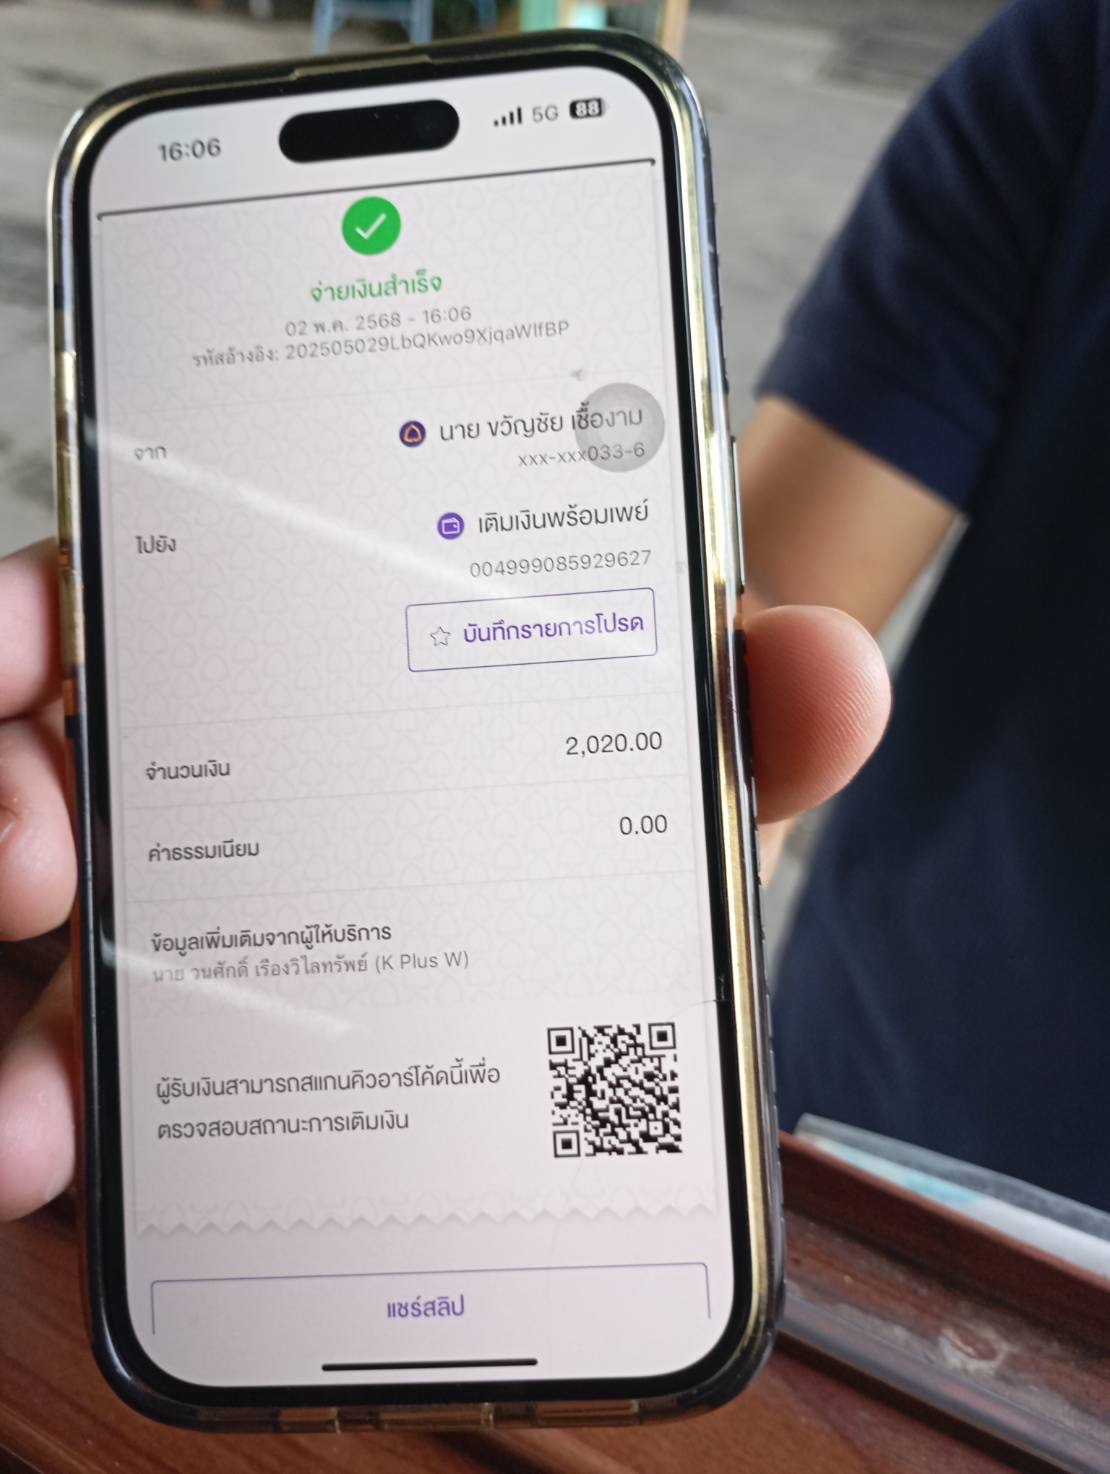 16:06 5G 88
จ่ายเงินสำเร็จ
02 พ.ค. 2568 - 16:06
รหัสอ้างอิง: 202505029LbQKwo9XjqaWIfBP
จาก นาย ขวัญชัย เชื้องาม
xxx-xxx033-6
ไปยัง เติมเงินพร้อมเพย์
004999085929627
บันทึกรายการโปรด
จำนวนเงิน 2,020.00
ค่าธรรมเนียม 0.00
ข้อมูลเพิ่มเติมจากผู้ให้บริการ
นาย วนศักดิ์ เรืองวิไลทรัพย์ (K Plus W)
ผู้รับเงินสามารถสแกนคิวอาร์โค้ดนี้เพื่อ
ตรวจสอบสถานะการเติมเงิน
แชร์สลิป